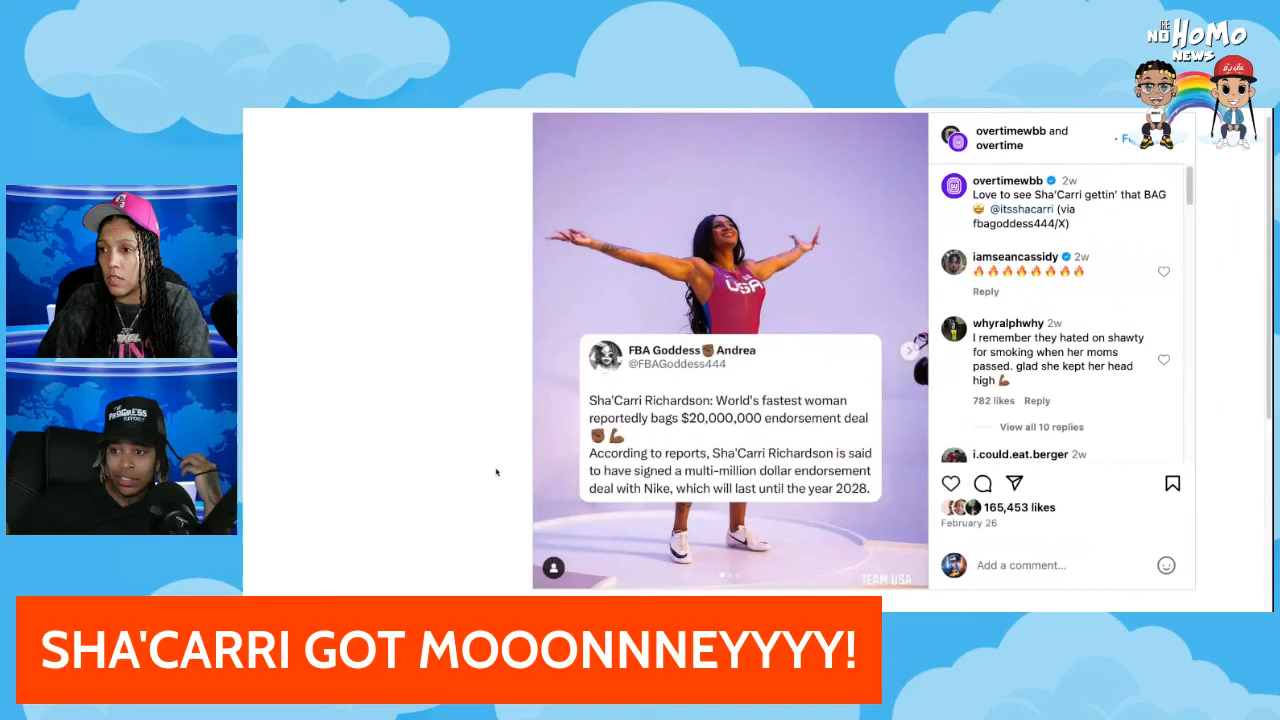 THE
NO HOMO
NEWS
overtimewbb and
overtime
overtimewbb 2w
Love to see Sha'Carri gettin' that BAG
@itsshacarri (via
fbagoddess444/X)
iamseancassidy 2w
Reply
whyralphwhy 2w
I remember they hated on shawty
for smoking when her moms
passed. glad she kept her head
high
782 likes Reply
View all 10 replies
i.could.eat.berger 2w
165,453 likes
February 26
Add a comment...
USA
FBA Goddess Andrea
@FBAGoddess444
Sha'Carri Richardson: World's fastest woman
reportedly bags $20,000,000 endorsement deal
According to reports, Sha'Carri Richardson is said
to have signed a multi-million dollar endorsement
deal with Nike, which will last until the year 2028.
TEAM USA
PROGRESS
SHA'CARRI GOT MOOONNNEYYYY!